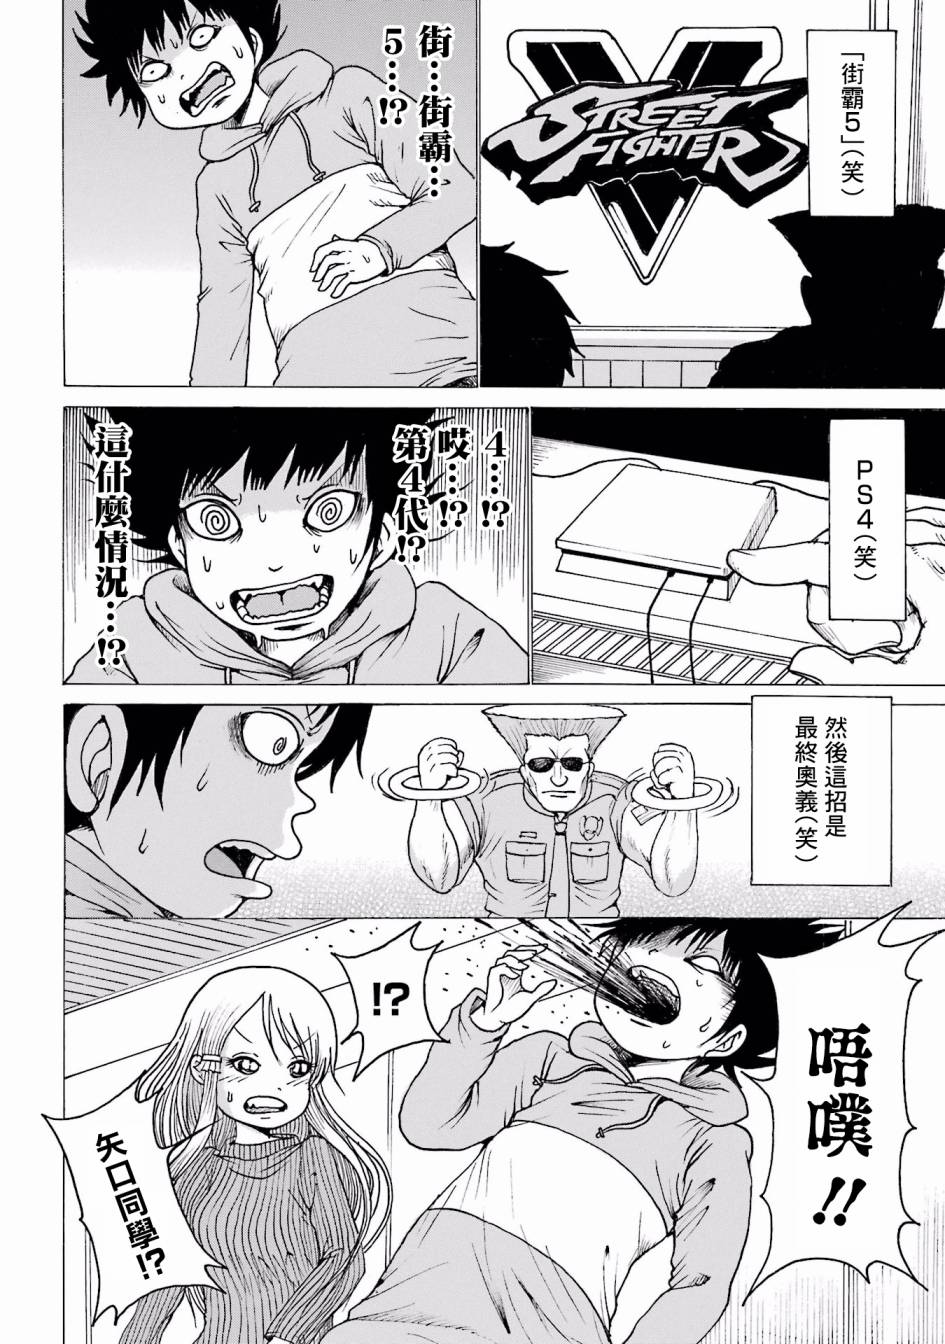 「街霸5」(笑)
STREET
FIGHTER
V
街…街霸…
5……!?
PS4(笑)
4……!?
哎……!?
第4代!?
這什麼情況…!?
然後這招是
最終奧義(笑)
唔噗!!
!?
矢口同學!?